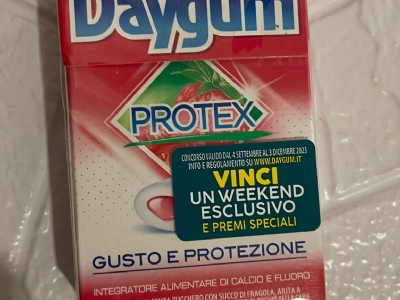 Daygum
PROTEX
CONCORSO VALIDO DAL 4 SETTEMBRE AL 3 DICEMBRE 2023
INFO E REGOLAMENTO SU WWW.DAYGUM.IT
VINCI
UN WEEKEND
ESCLUSIVO
E PREMI SPECIALI
GUSTO E PROTEZIONE
INTEGRATORE ALIMENTARE DI CALCIO E FLUORO
SENZA ZUCCHERO CON SUCCO DI FRAGOLA, AIUTA A